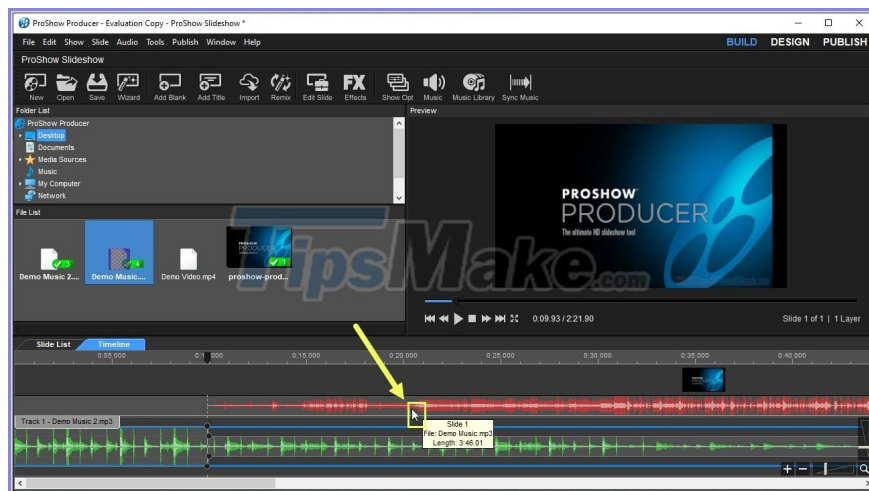 ProShow Producer - Evaluation Copy - ProShow Slideshow *
File Edit Show Slide Audio Tools Publish Window Help
BUILD DESIGN PUBLISH
ProShow Slideshow
New Open Save Wizard Add Blank Add Title Import Remix Edit Slide FX Effects Show Opt Music Music Library Sync Music
Folder List
Preview
ProShow Producer
Desktop
Documents
Media Sources
Music
My Computer
Network
File List
Demo Music 2....
Demo Music....
Demo Video.mp4
proshow-prod...
PROSHOW
PRODUCER
The ultimate HD slideshow tool
TipsMake.com
0:09.93 / 2:21.90
Slide 1 of 1 | 1 Layer
Slide List Timeline
0:05.000 0:15.000 0:20.000 0:25.000 0:30.000 0:35.000 0:40.000
Track 1 - Demo Music 2.mp3
Slide 1
File: Demo Music.mp3
Length: 3:46.01